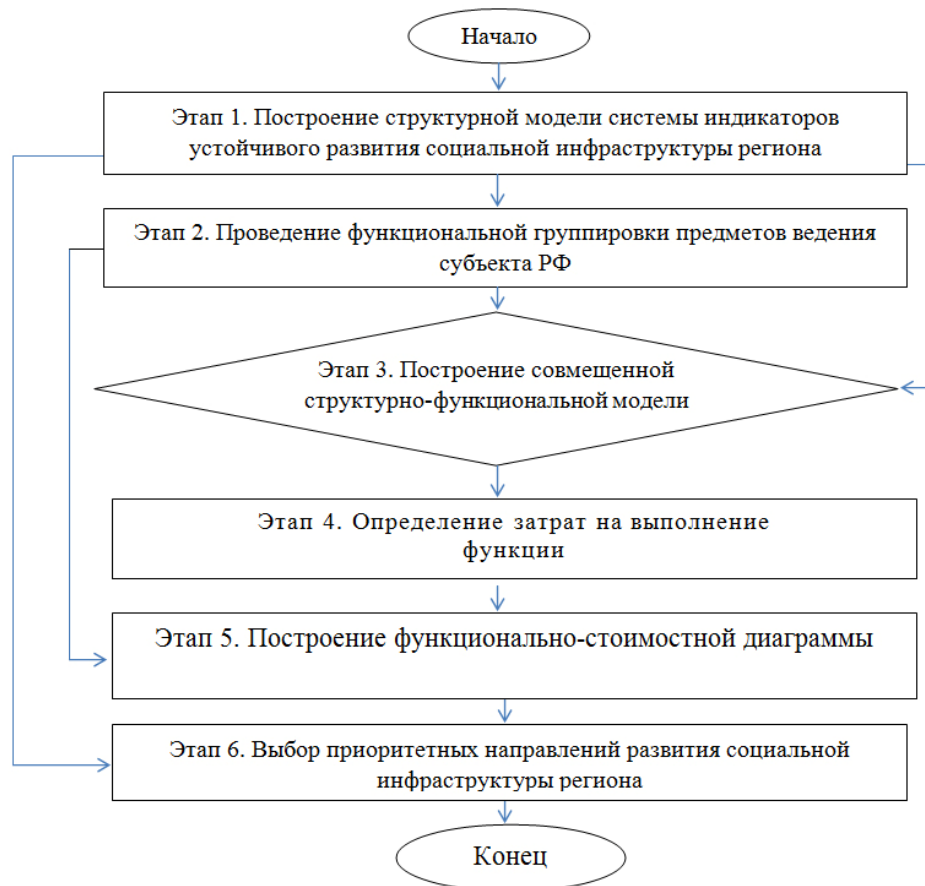 Начало
Этап 1. Построение структурной модели системы индикаторов
устойчивого развития социальной инфраструктуры региона
Этап 2. Проведение функциональной группировки предметов ведения
субъекта РФ
Этап 3. Построение совмещенной
структурно-функциональной модели
Этап 4. Определение затрат на выполнение
функции
Этап 5. Построение функционально-стоимостной диаграммы
Этап 6. Выбор приоритетных направлений развития социальной
инфраструктуры региона
Конец